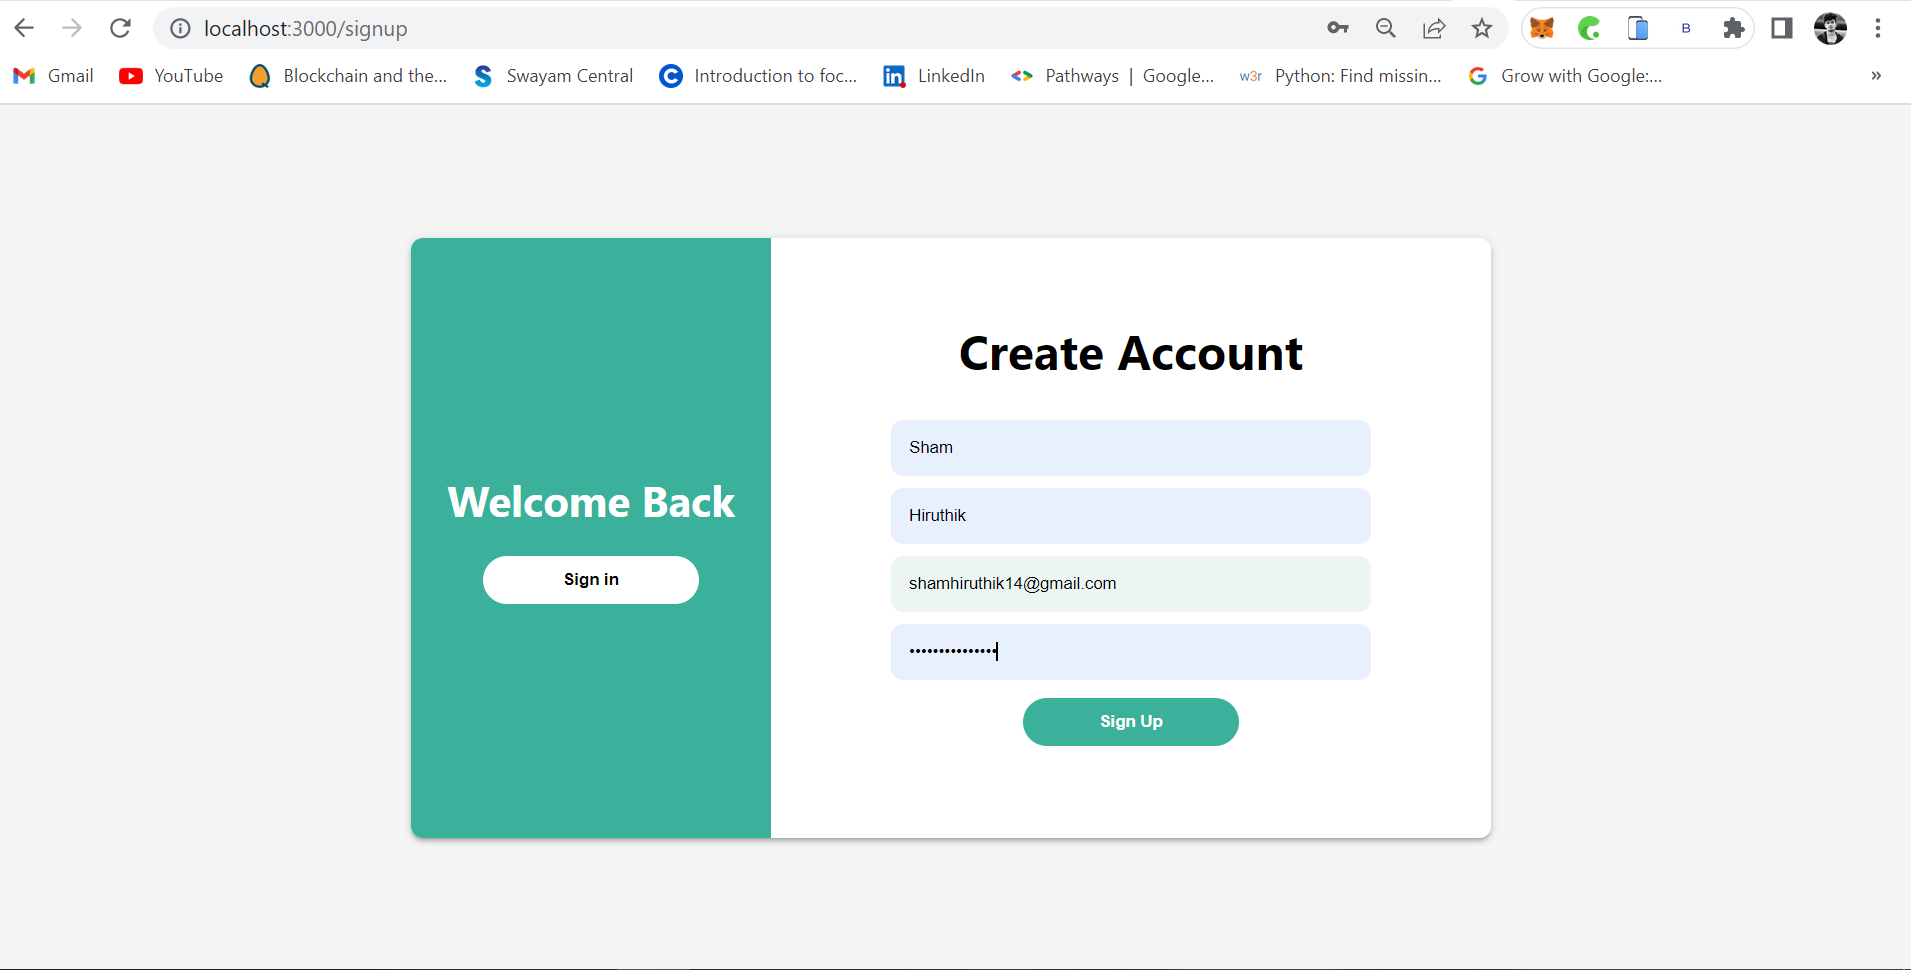 localhost:3000/signup
B
Gmail YouTube Blockchain and the... Swayam Central Introduction to foc... LinkedIn Pathways | Google... w3r Python: Find missin... Grow with Google:... »
Create Account
Sham
Welcome Back
Hiruthik
Sign in
shamhiruthik14@gmail.com
•••••••••••••••
Sign Up